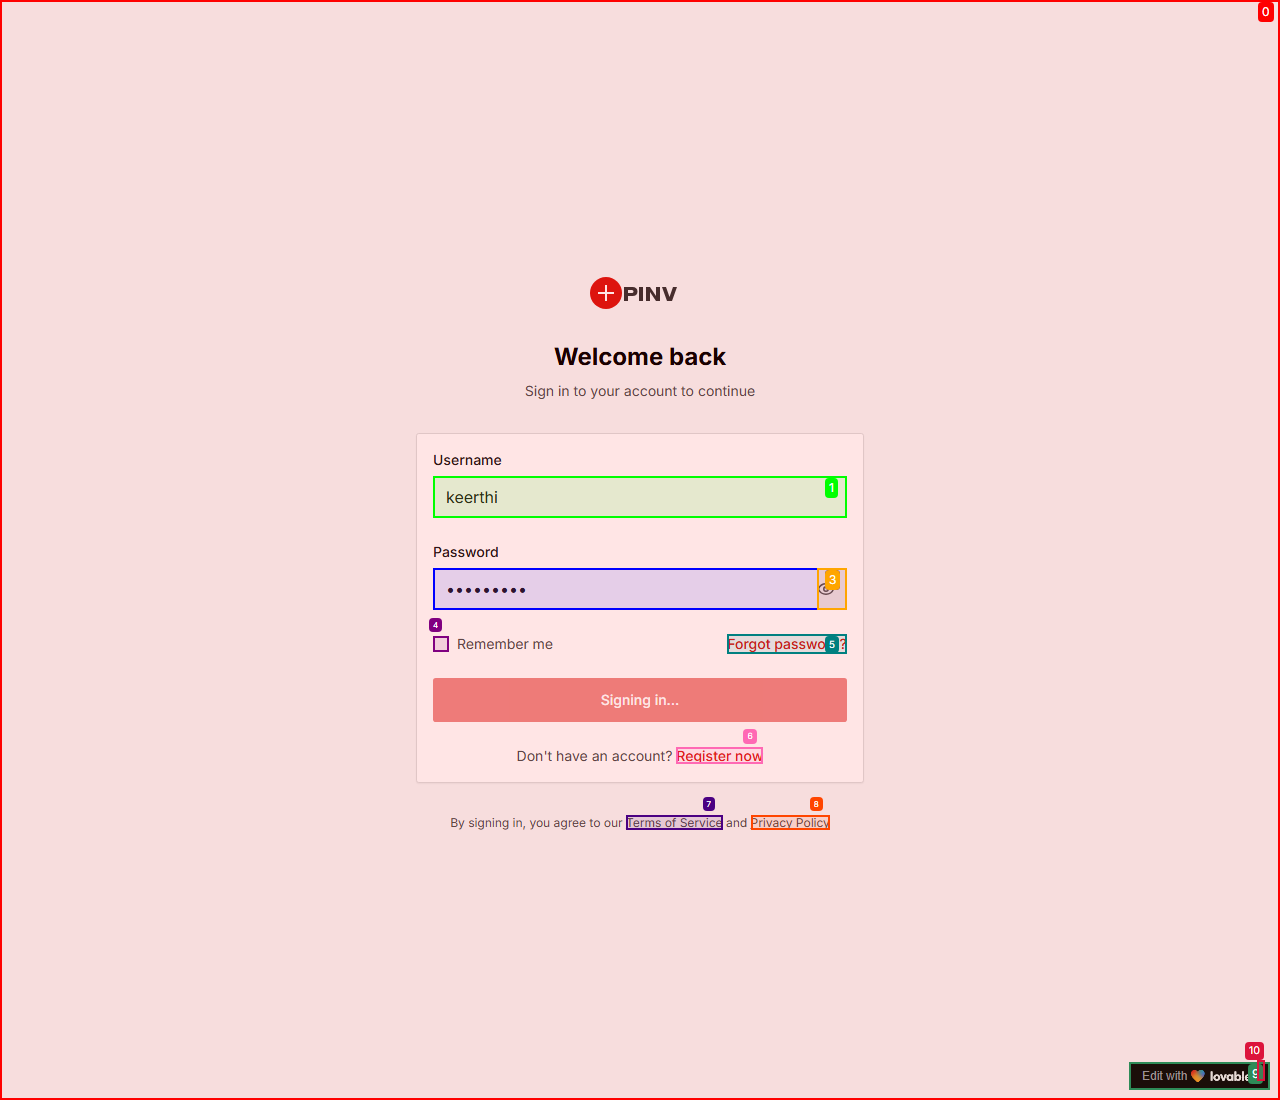 0
PINV
Welcome back
Sign in to your account to continue
Username
keerthi
1
Password
•••••••••
3
4
Remember me
Forgot passwo ?
5
Signing in...
6
Don't have an account? Register now
7
8
By signing in, you agree to our Terms of Service and Privacy Policy
10
Edit with lovable
9